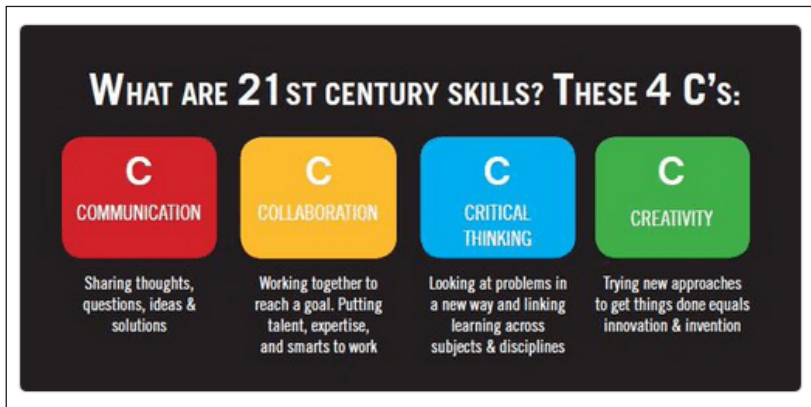 WHAT ARE 21ST CENTURY SKILLS? THESE 4 C'S:
C
COMMUNICATION
Sharing thoughts,
questions, ideas &
solutions
C
COLLABORATION
Working together to
reach a goal. Putting
talent, expertise,
and smarts to work
C
CRITICAL
THINKING
Looking at problems in
a new way and linking
learning across
subjects & disciplines
C
CREATIVITY
Trying new approaches
to get things done equals
innovation & invention